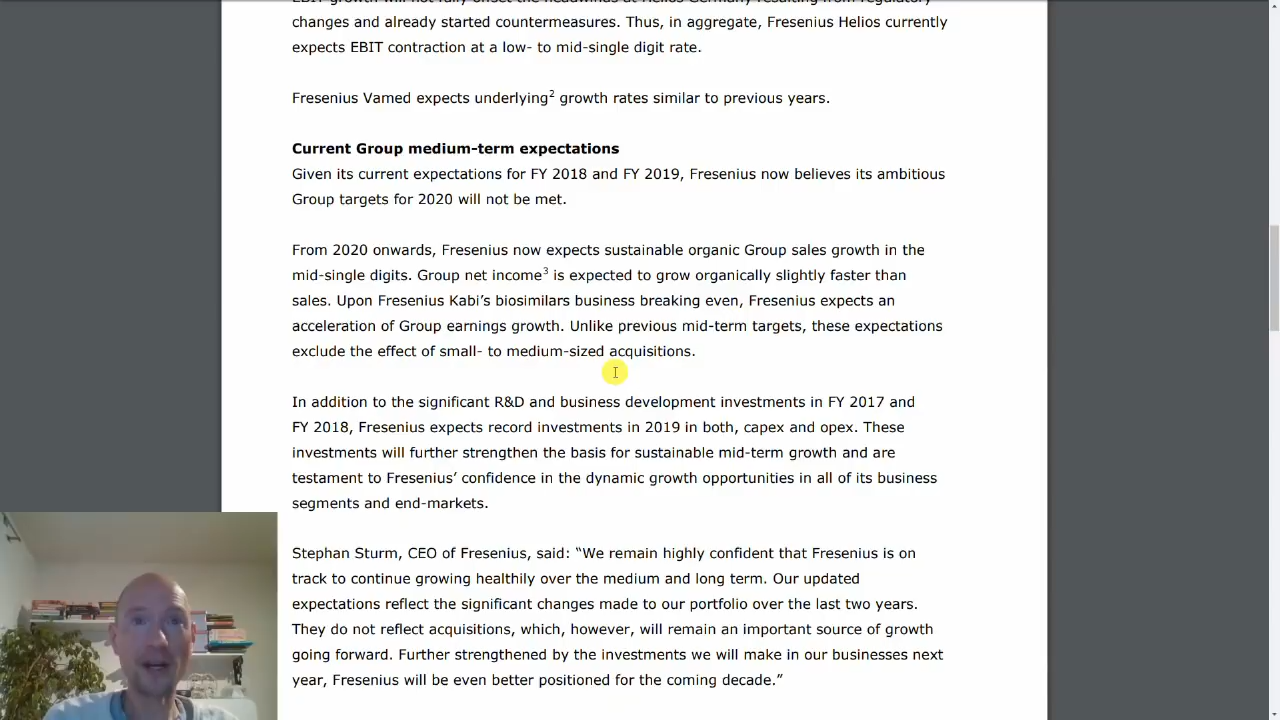 changes and already started countermeasures. Thus, in aggregate, Fresenius Helios currently
expects EBIT contraction at a low- to mid-single digit rate.
Fresenius Vamed expects underlying² growth rates similar to previous years.
Current Group medium-term expectations
Given its current expectations for FY 2018 and FY 2019, Fresenius now believes its ambitious
Group targets for 2020 will not be met.
From 2020 onwards, Fresenius now expects sustainable organic Group sales growth in the
mid-single digits. Group net income³ is expected to grow organically slightly faster than
sales. Upon Fresenius Kabi's biosimilars business breaking even, Fresenius expects an
acceleration of Group earnings growth. Unlike previous mid-term targets, these expectations
exclude the effect of small- to medium-sized acquisitions.
In addition to the significant R&D and business development investments in FY 2017 and
FY 2018, Fresenius expects record investments in 2019 in both, capex and opex. These
investments will further strengthen the basis for sustainable mid-term growth and are
testament to Fresenius' confidence in the dynamic growth opportunities in all of its business
segments and end-markets.
Stephan Sturm, CEO of Fresenius, said: “We remain highly confident that Fresenius is on
track to continue growing healthily over the medium and long term. Our updated
expectations reflect the significant changes made to our portfolio over the last two years.
They do not reflect acquisitions, which, however, will remain an important source of growth
going forward. Further strengthened by the investments we will make in our businesses next
year, Fresenius will be even better positioned for the coming decade.”